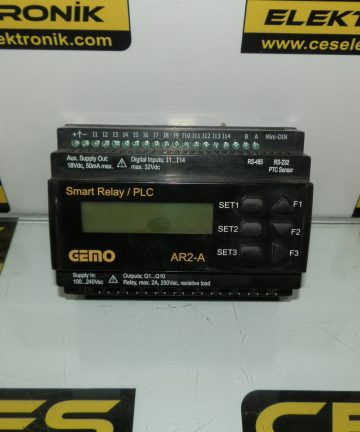 RONİK
elektronik.com
ELEKT
www.ces
+ ↑ – I1 I2 I3 I4 I5 I6 I7 I8 I9 I10 I11 I12 I13 I14 B A Mini-DIN
Aux. Supply Out:
18Vdc, 50mA max.
Digital Inputs; I1...I14
max. 32Vdc
RS-485
RS-232
PTC Sensor
Smart Relay / PLC
SET1
F1
SET2
F2
SET3
F3
GEMO
AR2-A
Supply In:
100...240Vac
Outputs; Q1...Q10
Relay, max. 2A, 250Vac, resistive load
CES